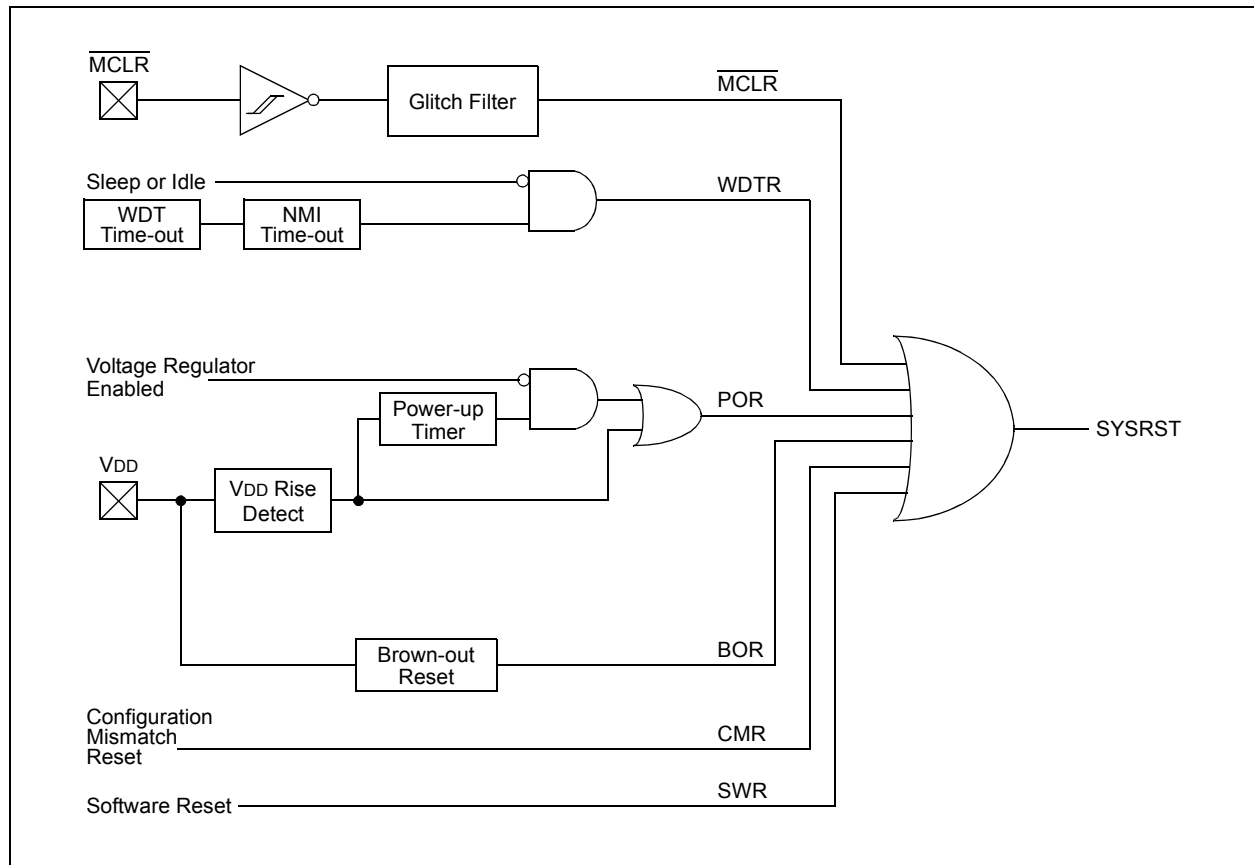 MCLR
Glitch Filter
MCLR
Sleep or Idle
WDTR
WDT
Time-out
NMI
Time-out
Voltage Regulator
Enabled
Power-up
Timer
POR
SYSRST
VDD
VDD Rise
Detect
Brown-out
Reset
BOR
Configuration
Mismatch
Reset
CMR
Software Reset
SWR